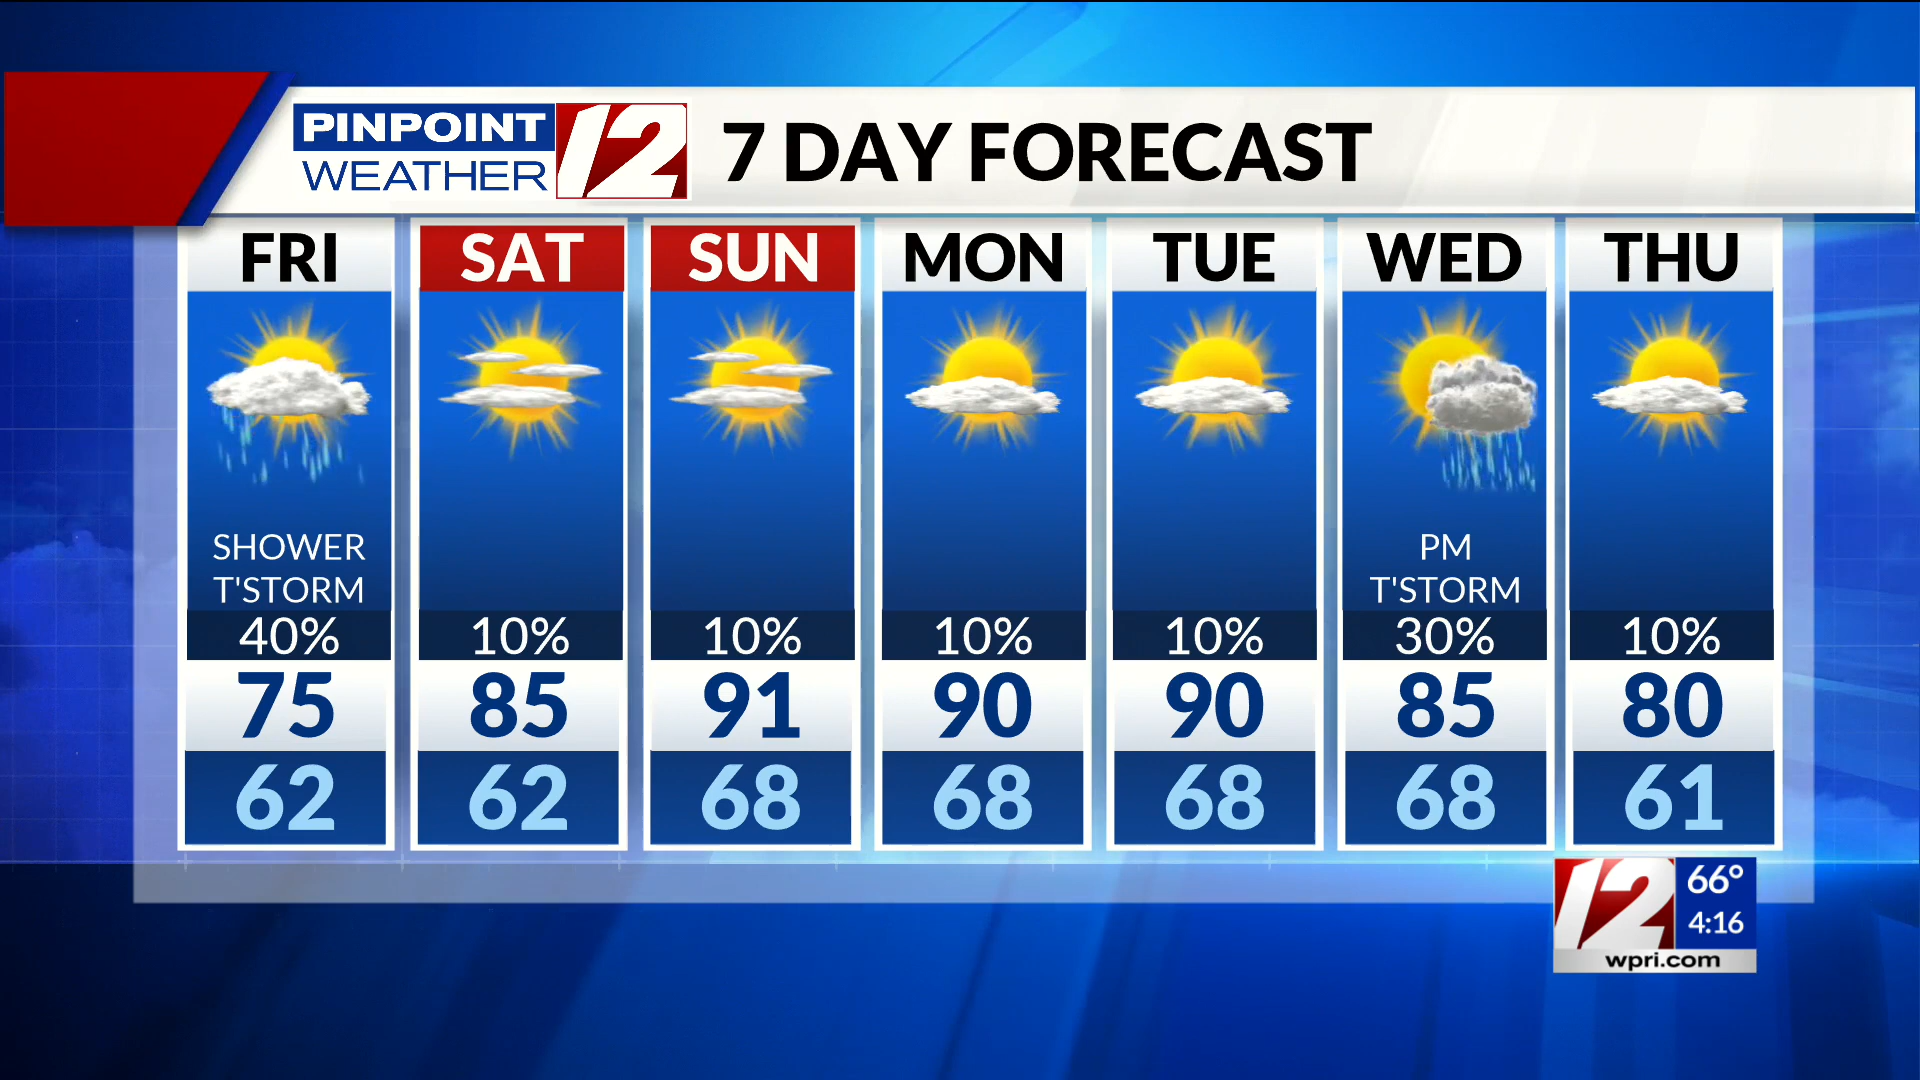 PINPOINT
WEATHER
12
7 DAY FORECAST
FRI SAT SUN MON TUE WED THU
SHOWER PM
T'STORM T'STORM
40% 10% 10% 10% 10% 30% 10%
75 85 91 90 90 85 80
62 62 68 68 68 68 61
12
66°
4:16
wpri.com